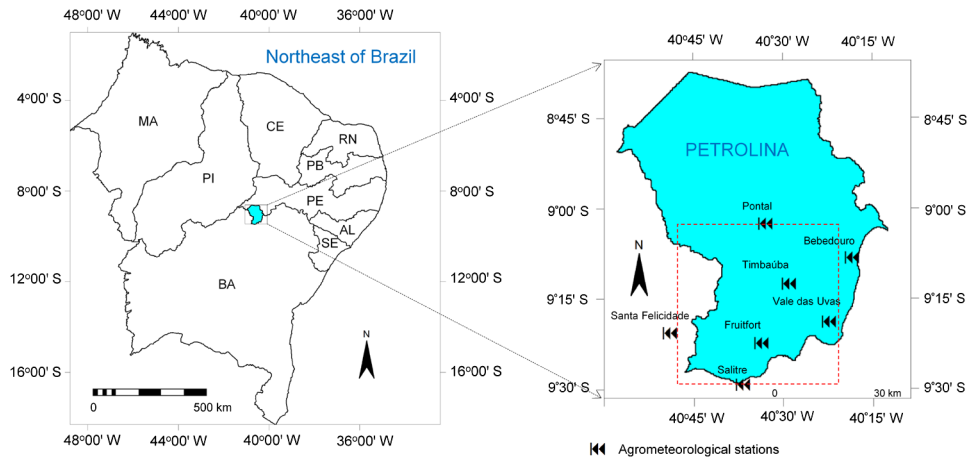 48°00' W 44°00' W 40°00' W 36°00' W
Northeast of Brazil
4°00' S 4°00' S
MA CE RN
PB
PI
8°00' S 8°00' S
PE
AL
SE
12°00' S 12°00' S
BA
N
16°00' S 16°00' S
0 500 km
48°00' W 44°00' W 40°00' W 36°00' W
40°45' W 40°30' W 40°15' W
8°45' S 8°45' S
PETROLINA
9°00' S 9°00' S
Pontal
Bebedouro
N
Timbaúba
9°15' S 9°15' S
Vale das Uvas
Santa Felicidade
Fruitfort
Salitre
9°30' S 9°30' S
0 30 km
40°45' W 40°30' W 40°15' W
Agrometeorological stations